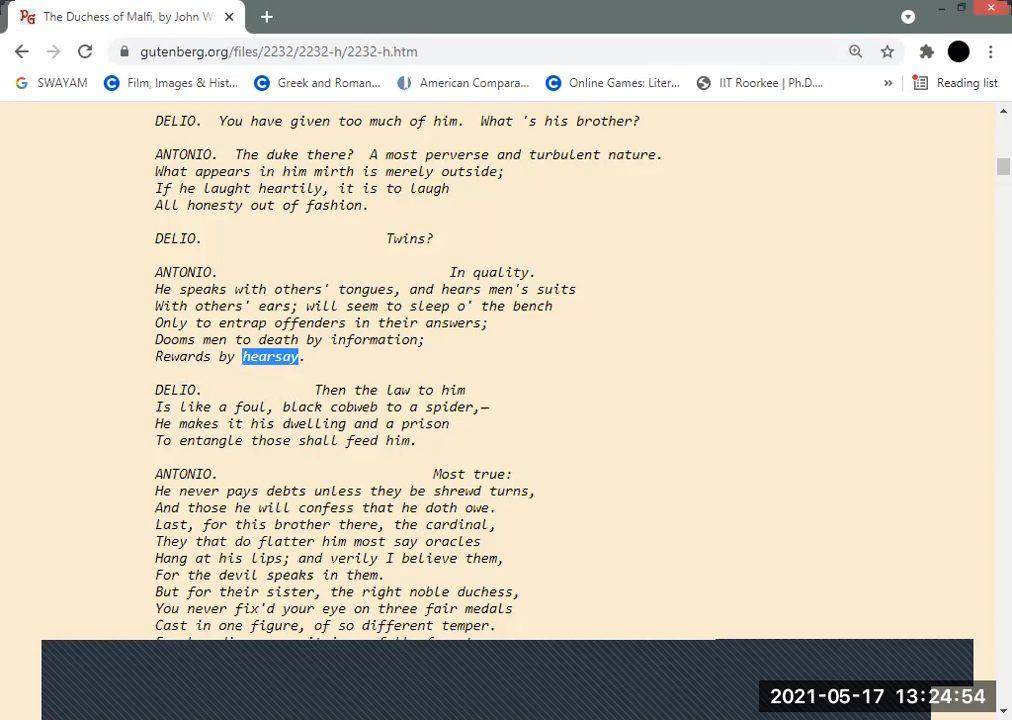 The Duchess of Malfi, by John W
gutenberg.org/files/2232/2232-h/2232-h.htm
SWAYAM
Film, Images & Hist...
Greek and Roman...
American Compara...
Online Games: Liter...
IIT Roorkee | Ph.D....
»
Reading list
DELIO. You have given too much of him. What 's his brother?
ANTONIO. The duke there? A most perverse and turbulent nature.
What appears in him mirth is merely outside;
If he laught heartily, it is to laugh
All honesty out of fashion.
DELIO. Twins?
ANTONIO. In quality.
He speaks with others' tongues, and hears men's suits
With others' ears; will seem to sleep o' the bench
Only to entrap offenders in their answers;
Dooms men to death by information;
Rewards by hearsay.
DELIO. Then the law to him
Is like a foul, black cobweb to a spider,—
He makes it his dwelling and a prison
To entangle those shall feed him.
ANTONIO. Most true:
He never pays debts unless they be shrewd turns,
And those he will confess that he doth owe.
Last, for this brother there, the cardinal,
They that do flatter him most say oracles
Hang at his lips; and verily I believe them,
For the devil speaks in them.
But for their sister, the right noble duchess,
You never fix'd your eye on three fair medals
Cast in one figure, of so different temper.
2021-05-17 13:24:54